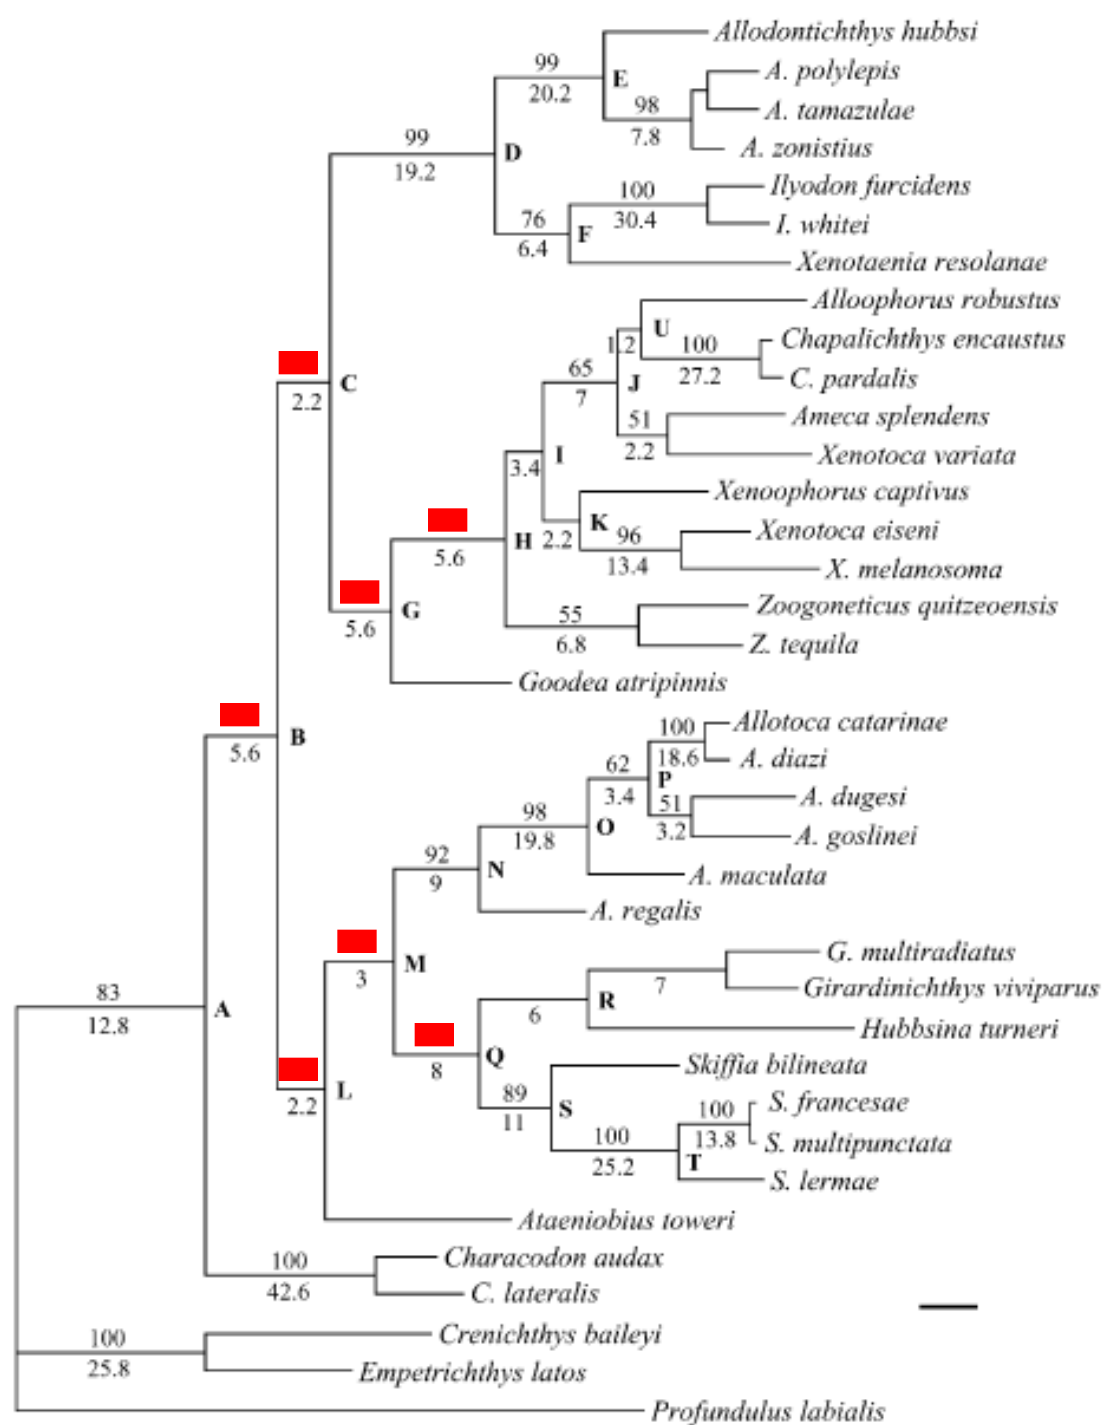 Allodontichthys hubbsi
99
E
20.2
A. polylepis
98
A. tamazulae
7.8
99
D
A. zonistius
19.2
100
Ilyodon furcidens
76
30.4
I. whitei
F
6.4
Xenotaenia resolanae
Alloophorus robustus
U
1.2
100
Chapalichthys encaustus
65
27.2
C. pardalis
C
J
2.2
7
51
Ameca splendens
2.2
Xenotoca variata
I
3.4
Xenoophorus captivus
K
H
2.2
96
Xenotoca eiseni
5.6
13.4
X. melanosoma
G
55
Zoogoneticus quitzeoensis
5.6
6.8
Z. tequila
Goodea atripinnis
B
100
Allotoca catarinae
5.6
62
18.6
A. diazi
P
3.4
51
A. dugesi
98
O
3.2
A. goslinei
19.8
92
N
A. maculata
9
A. regalis
M
G. multiradiatus
3
7
Girardinichthys viviparus
83
A
R
6
12.8
Hubbsina turneri
Q
8
Skiffia bilineata
L
89
S
2.2
11
100
S. francesae
100
13.8
S. multipunctata
25.2
T
S. lermae
Ataeniobius toweri
100
Characodon audax
42.6
C. lateralis
100
Crenichthys baileyi
25.8
Empetrichthys latos
Profundulus labialis